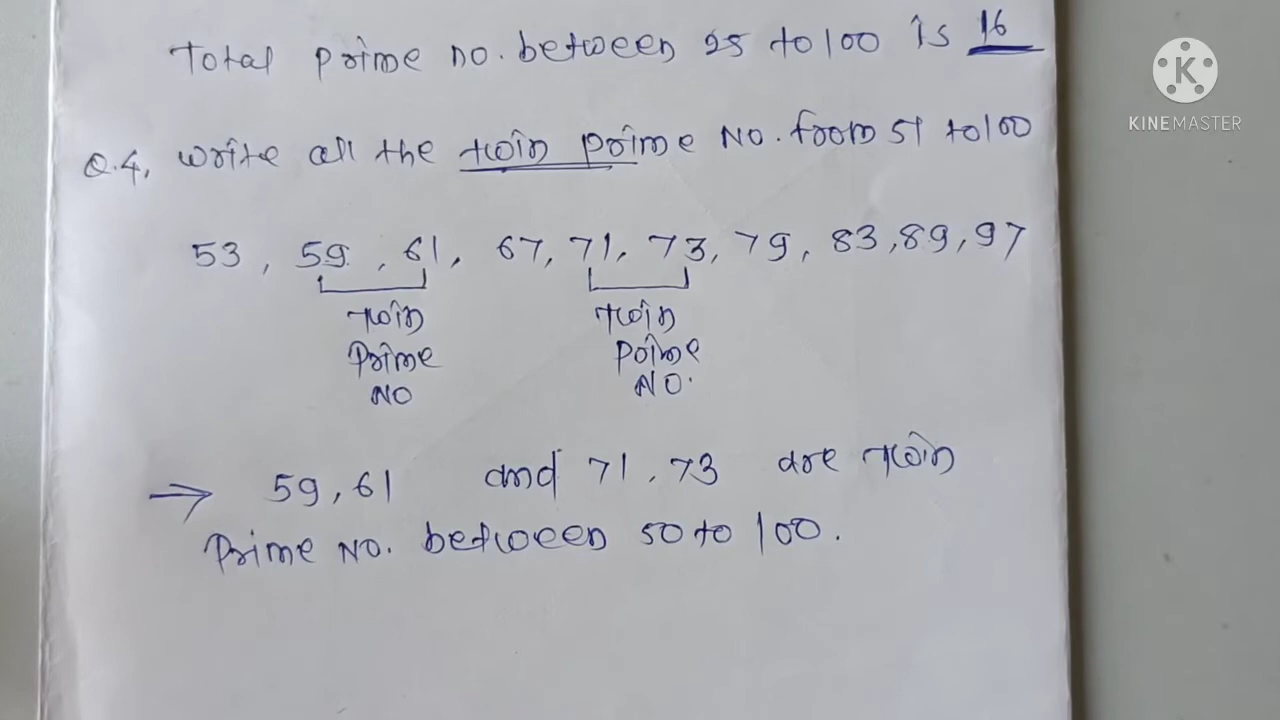 Total prime no. between 25 to 100 is 16
K
KINEMASTER
Q.4, write all the twin prime No. from 51 to 100
53, 59, 61, 67, 71, 73, 79, 83, 89, 97
twin twin
Prime Prime
NO NO.
→ 59, 61 and 71, 73 are twin
Prime No. between 50 to 100.